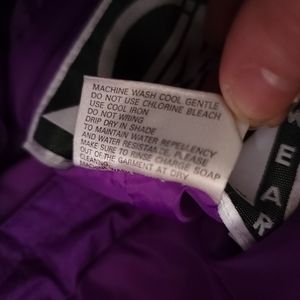 MACHINE WASH COOL GENTLE
DO NOT USE CHLORINE BLEACH
USE COOL IRON
DO NOT WRING
DRIP DRY IN SHADE
TO MAINTAIN WATER REPELLENCY
AND WATER RESISTANCE, PLEASE
MAKE SURE TO RINSE CHARGE SOAP
OF THE GARMENT AT DRY
CLEANING
WEAR